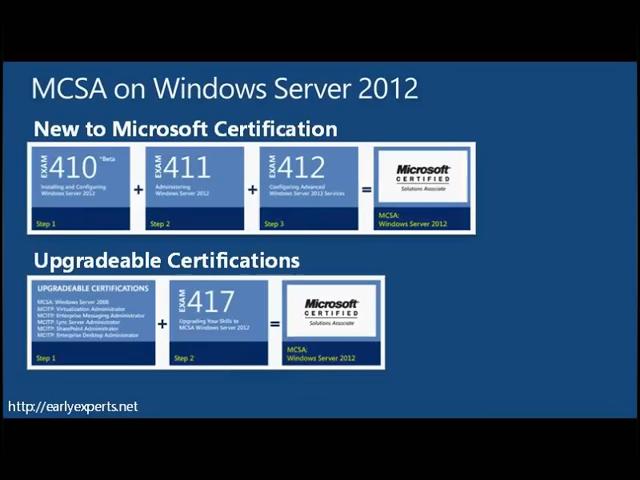 MCSA on Windows Server 2012
New to Microsoft Certification
EXAM 410 *Beta
Installing and Configuring
Windows Server 2012
Step 1
+
EXAM 411
Administering
Windows Server 2012
Step 2
+
EXAM 412
Configuring Advanced
Windows Server 2012 Services
Step 3
=
Microsoft
CERTIFIED
Solutions Associate
MCSA:
Windows Server 2012
Upgradeable Certifications
UPGRADEABLE CERTIFICATIONS
MCSA: Windows Server 2008
MCITP: Virtualization Administrator
MCITP: Enterprise Messaging Administrator
MCITP: Lync Server Administrator
MCITP: SharePoint Administrator
MCITP: Enterprise Desktop Administrator
Step 1
+
EXAM 417
Upgrading Your Skills to
MCSA Windows Server 2012
Step 2
=
Microsoft
CERTIFIED
Solutions Associate
MCSA:
Windows Server 2012
http://earlyexperts.net